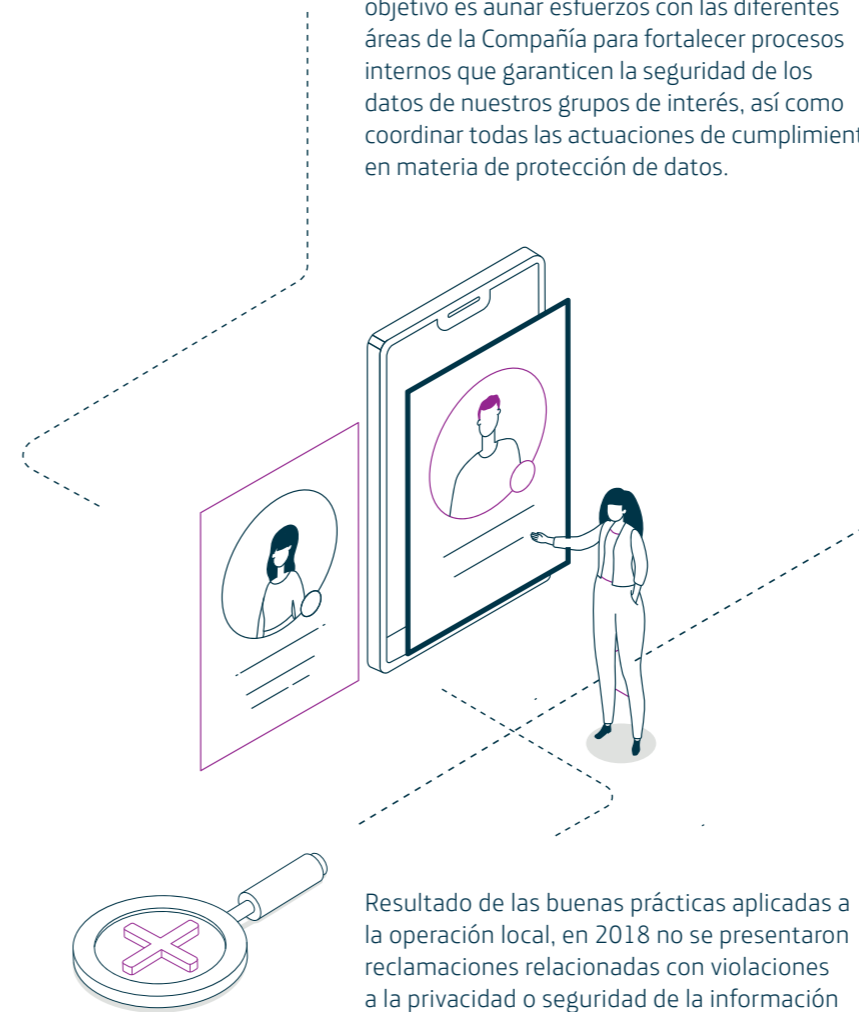 objetivo es aunar esfuerzos con las diferentes
áreas de la Compañía para fortalecer procesos
internos que garanticen la seguridad de los
datos de nuestros grupos de interés, así como
coordinar todas las actuaciones de cumplimient
en materia de protección de datos.
Resultado de las buenas prácticas aplicadas a
la operación local, en 2018 no se presentaron
reclamaciones relacionadas con violaciones
a la privacidad o seguridad de la información